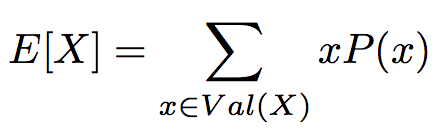 E[X] = ∑ xP(x)
x∈Val(X)